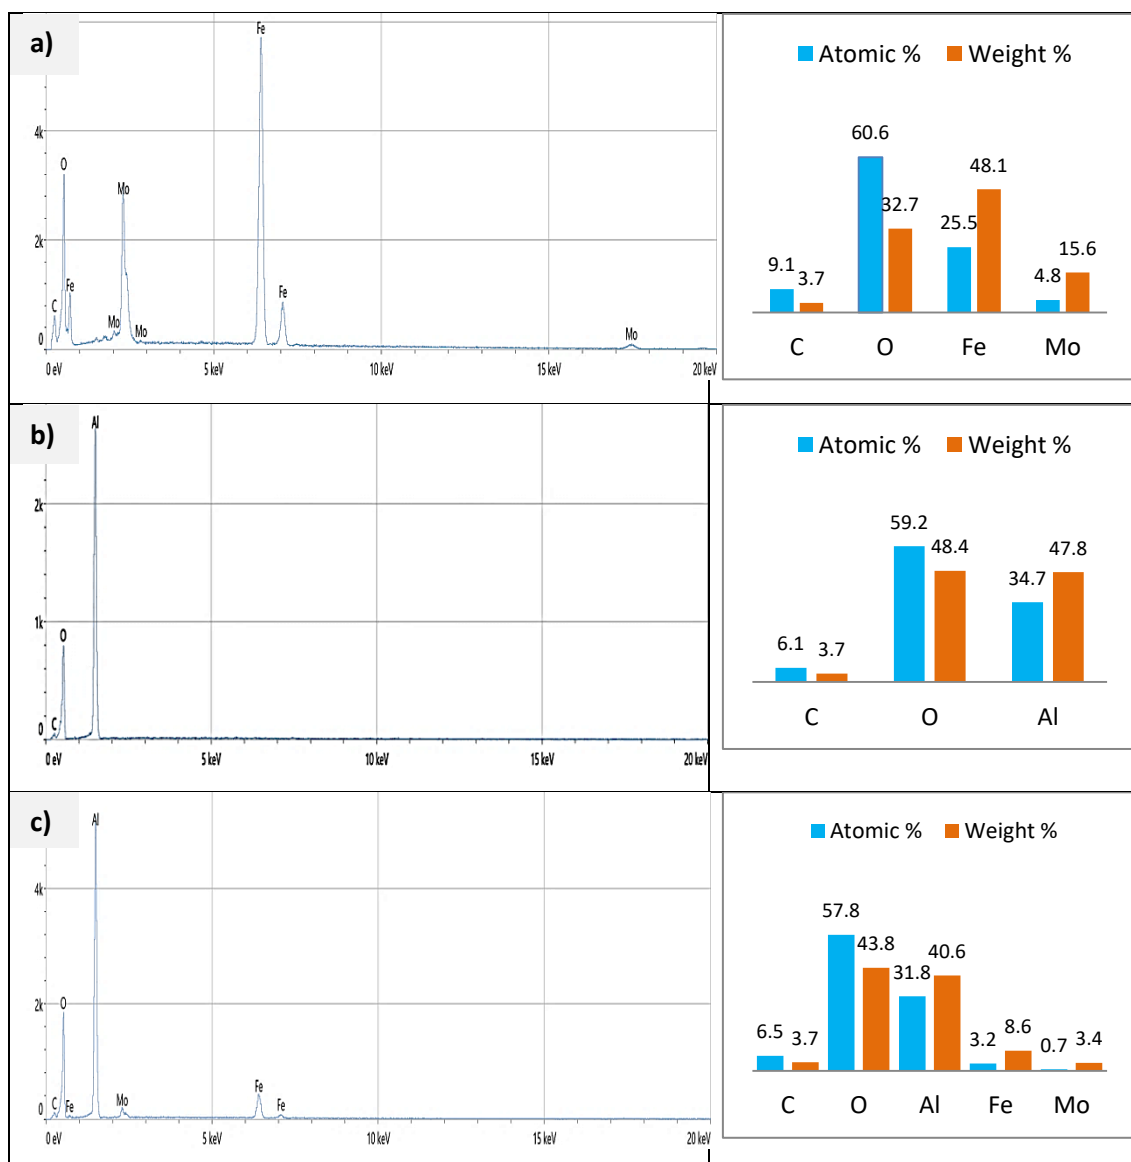 a)
Fe
4k
O
Mo
2k
Fe
C
Fe
Mo
Mo
Mo
0
0 eV
5 keV
10 keV
15 keV
20 keV
Atomic %
Weight %
60.6
48.1
32.7
25.5
15.6
9.1
3.7
4.8
C
O
Fe
Mo
b)
Al
2k
1k
O
C
0
0 eV
5 keV
10 keV
15 keV
20 keV
Atomic %
Weight %
59.2
48.4
47.8
34.7
6.1
3.7
C
O
Al
c)
Al
4k
2k
O
C
Fe
Mo
Fe
Fe
0
0 eV
5 keV
10 keV
15 keV
20 keV
Atomic %
Weight %
57.8
43.8
40.6
31.8
6.5
3.7
3.2
8.6
0.7
3.4
C
O
Al
Fe
Mo